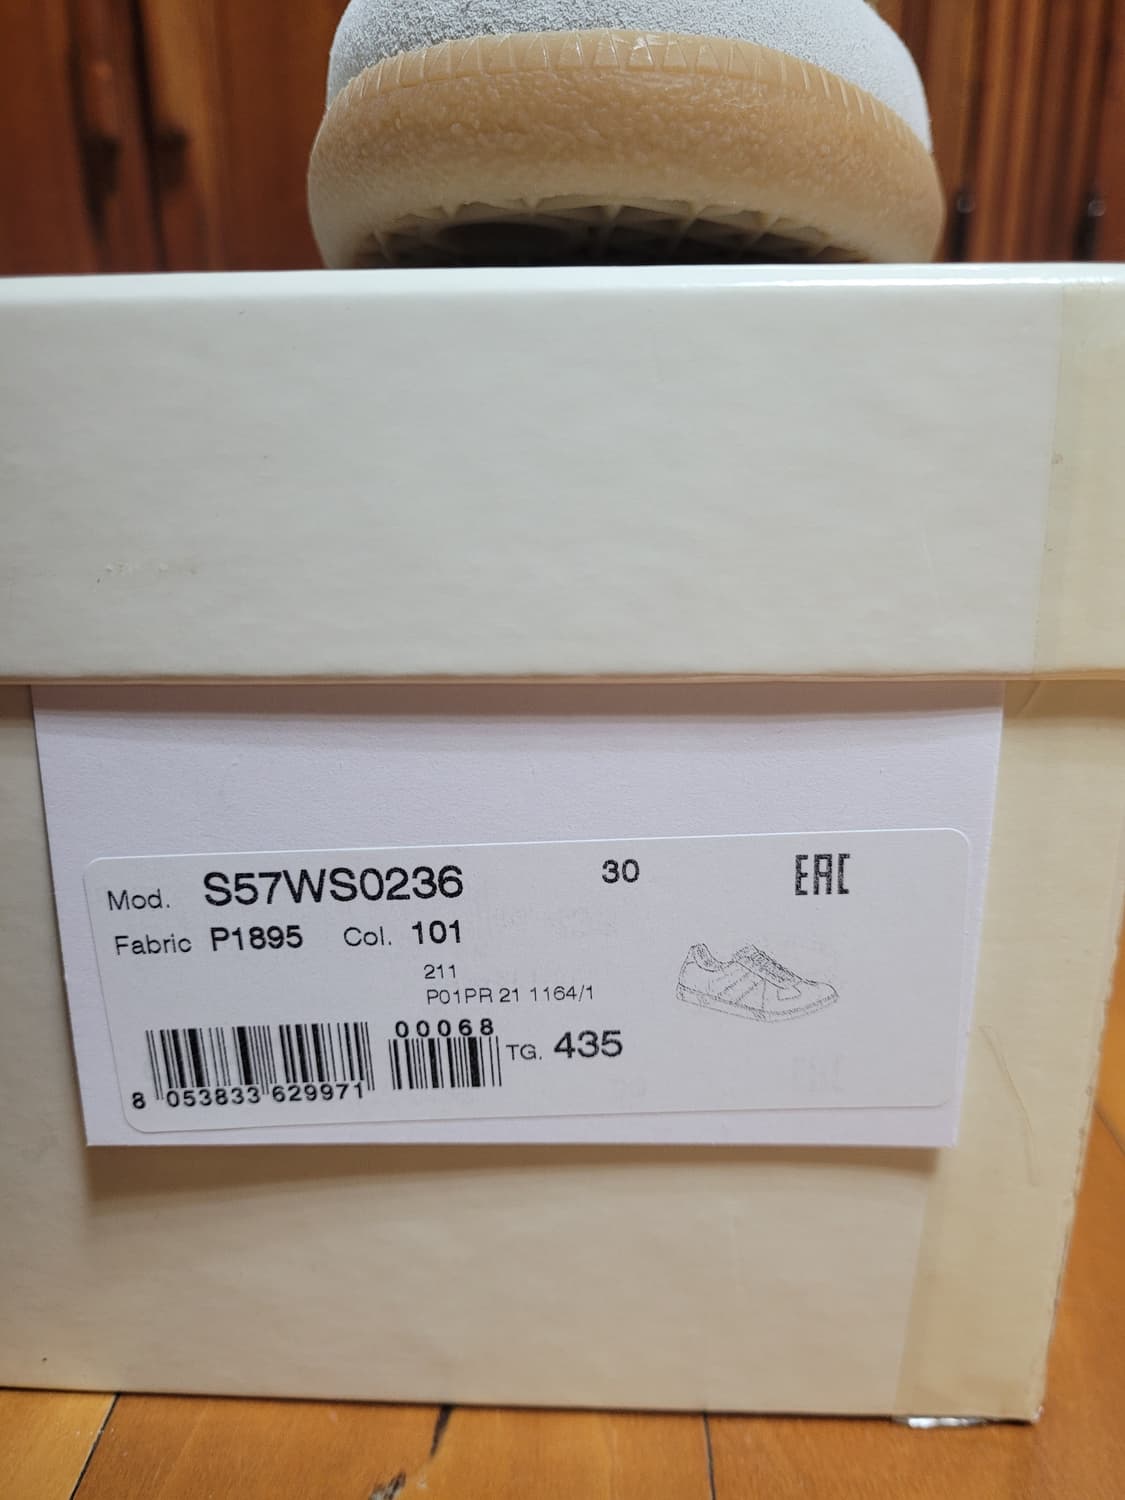 Mod. S57WS0236 30 EAC
Fabric P1895 Col. 101
211
P01PR 21 1164/1
00068
TG. 435
8 053833 629971